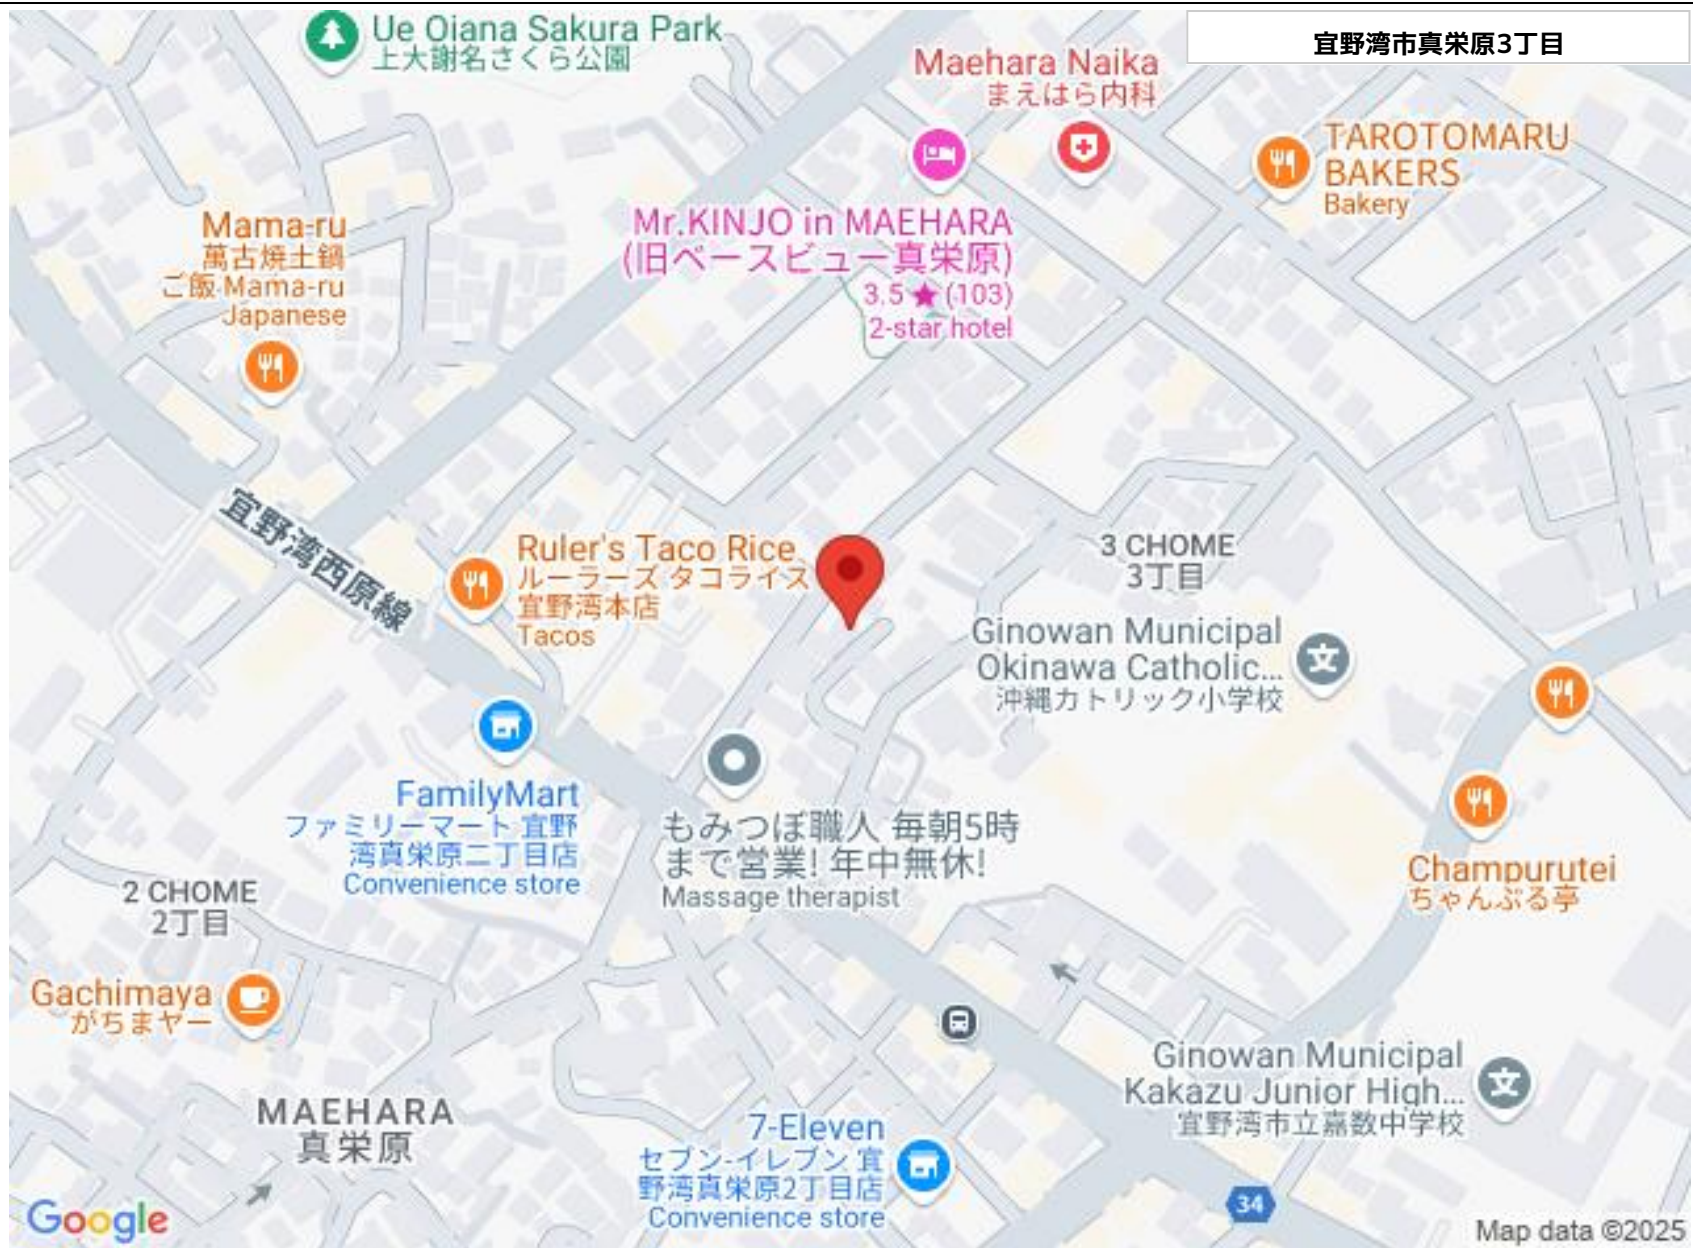 宜野湾市真栄原3丁目
Ue Oiana Sakura Park
上大謝名さくら公園
Maehara Naika
まえはら内科
TAROTOMARU
BAKERS
Bakery
Mama-ru
萬古焼土鍋
ご飯 Mama-ru
Japanese
Mr.KINJO in MAEHARA
(旧ベースビュー真栄原)
3.5 ★ (103)
2-star hotel
宜野湾西原線
Ruler's Taco Rice
ルーラーズ タコライス
宜野湾本店
Tacos
3 CHOME
3丁目
Ginowan Municipal
Okinawa Catholic...
沖縄カトリック小学校
文
FamilyMart
ファミリーマート 宜野
湾真栄原二丁目店
Convenience store
もみつぼ職人 毎朝5時
まで営業! 年中無休!
Massage therapist
Champurutei
ちゃんぷる亭
2 CHOME
2丁目
Gachimaya
がちまヤー
MAEHARA
真栄原
Ginowan Municipal
Kakazu Junior High...
宜野湾市立嘉数中学校
文
7-Eleven
セブン-イレブン 宜
野湾真栄原2丁目店
Convenience store
34
Google
Map data ©2025